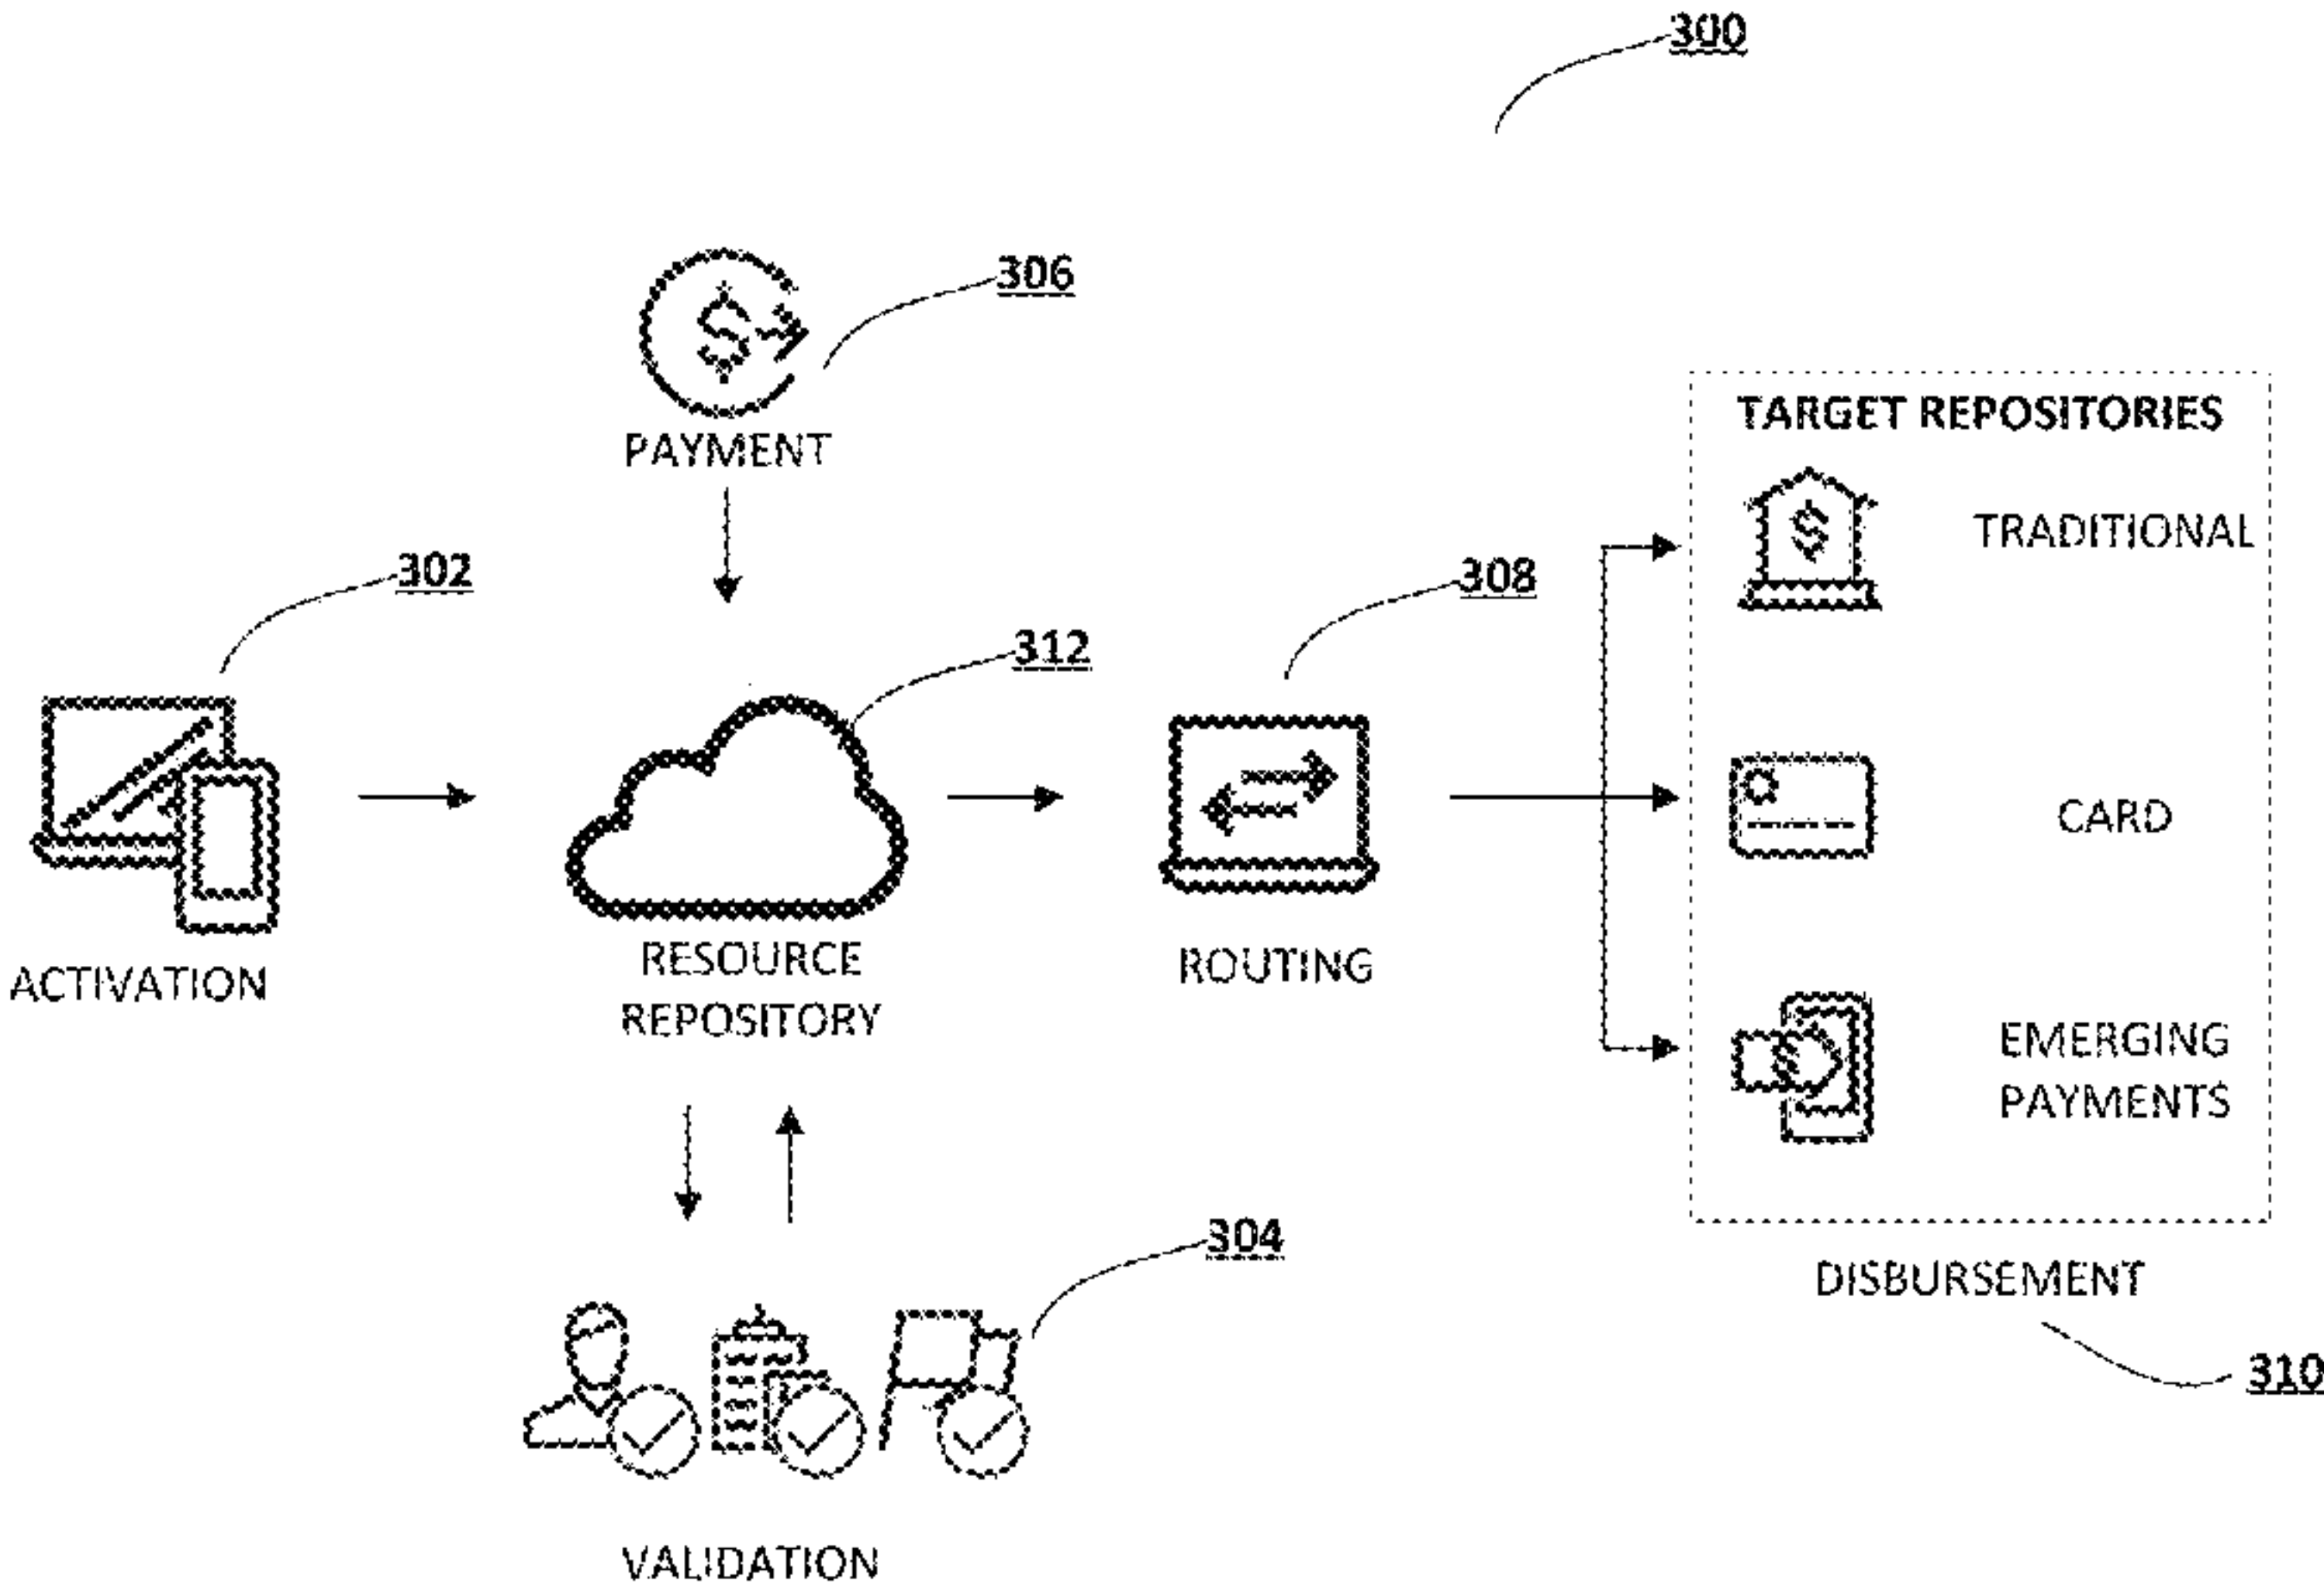 300
306
PAYMENT
TARGET REPOSITORIES
TRADITIONAL
302
308
312
CARD
ACTIVATION
RESOURCE
REPOSITORY
ROUTING
EMERGING
PAYMENTS
304
DISBURSEMENT
310
VALIDATION